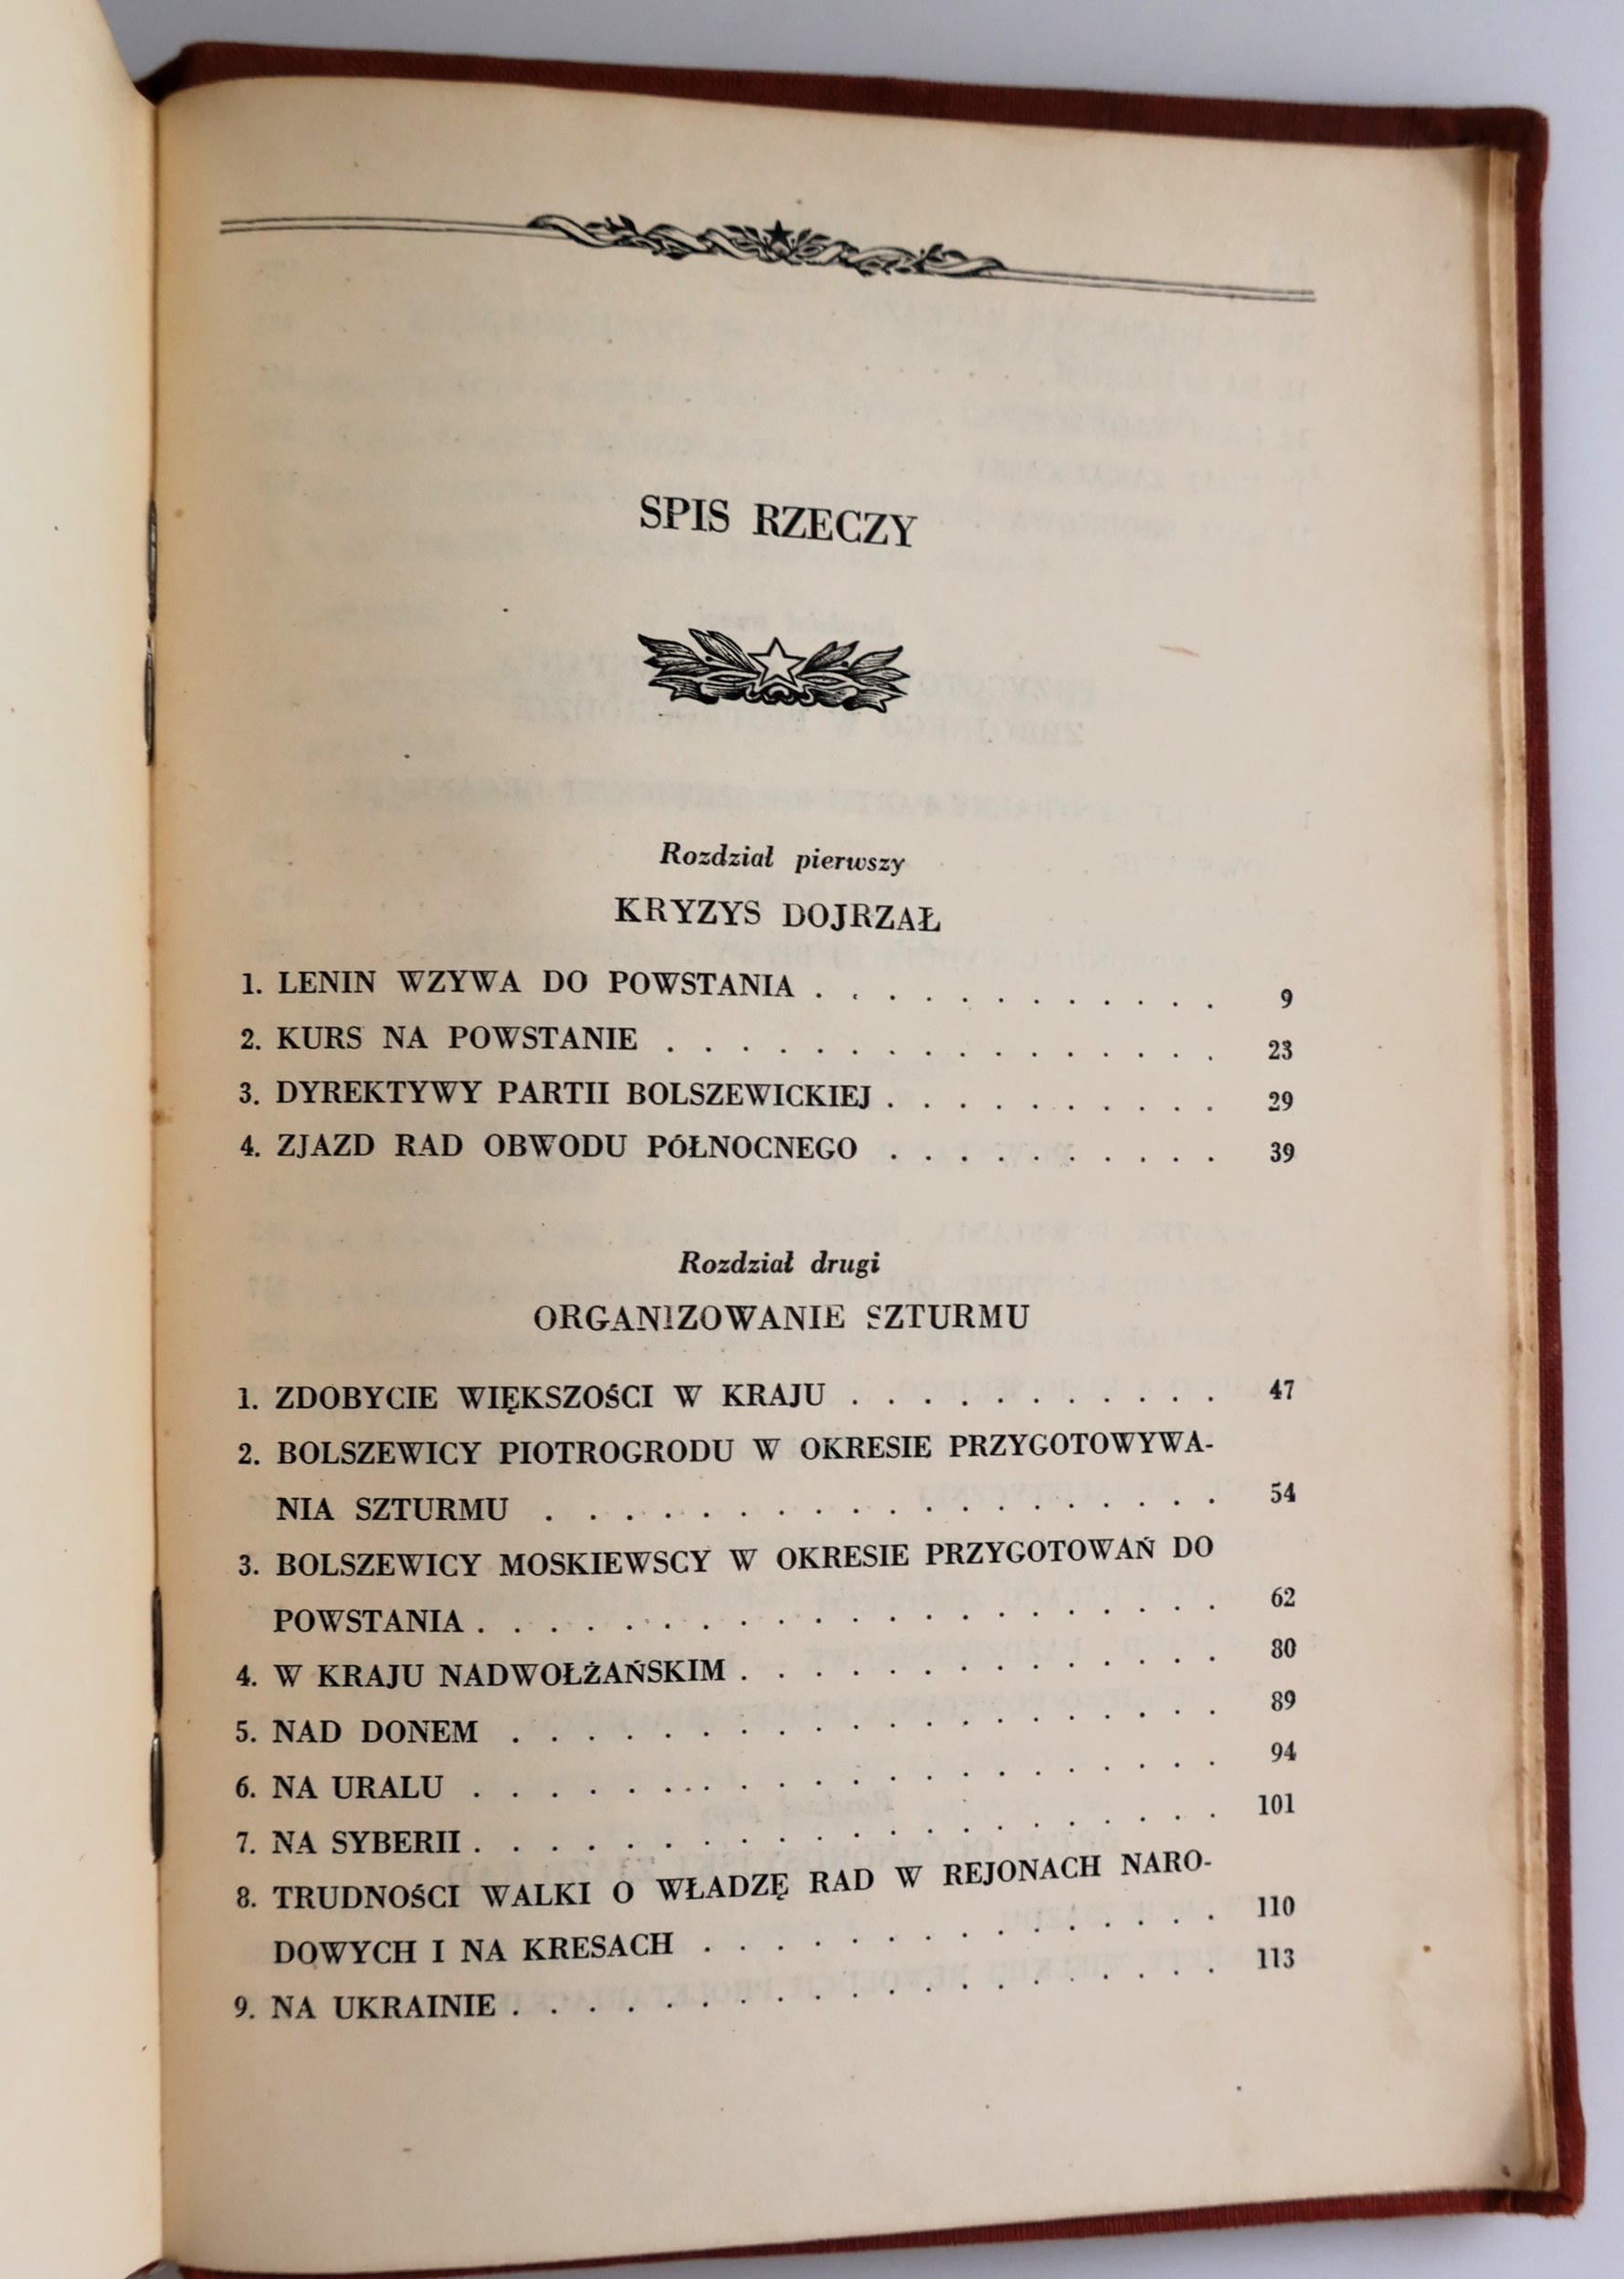 SPIS RZECZY
Rozdział pierwszy
KRYZYS DOJRZAŁ
1. LENIN WZYWA DO POWSTANIA . . . . . . . . . . . . 9
2. KURS NA POWSTANIE . . . . . . . . . . . . . . . . 23
3. DYREKTYWY PARTII BOLSZEWICKIEJ . . . . . . . . . . 29
4. ZJAZD RAD OBWODU PÓŁNOCNEGO . . . . . . . . . . 39
Rozdział drugi
ORGANIZOWANIE SZTURMU
1. ZDOBYCIE WIĘKSZOŚCI W KRAJU . . . . . . . . . . . 47
2. BOLSZEWICY PIOTROGRODU W OKRESIE PRZYGOTOWYWA-
NIA SZTURMU . . . . . . . . . . . . . . . . . . 54
3. BOLSZEWICY MOSKIEWSCY W OKRESIE PRZYGOTOWAŃ DO
POWSTANIA . . . . . . . . . . . . . . . . . . . . 62
4. W KRAJU NADWOŁŻAŃSKIM . . . . . . . . . . . . . . 80
5. NAD DONEM . . . . . . . . . . . . . . . . . . . 89
6. NA URALU . . . . . . . . . . . . . . . . . . . . 94
7. NA SYBERII . . . . . . . . . . . . . . . . . . . . 101
8. TRUDNOŚCI WALKI O WŁADZĘ RAD W REJONACH NARO-
DOWYCH I NA KRESACH . . . . . . . . . . . . . . 110
9. NA UKRAINIE . . . . . . . . . . . . . . . . . . . 113